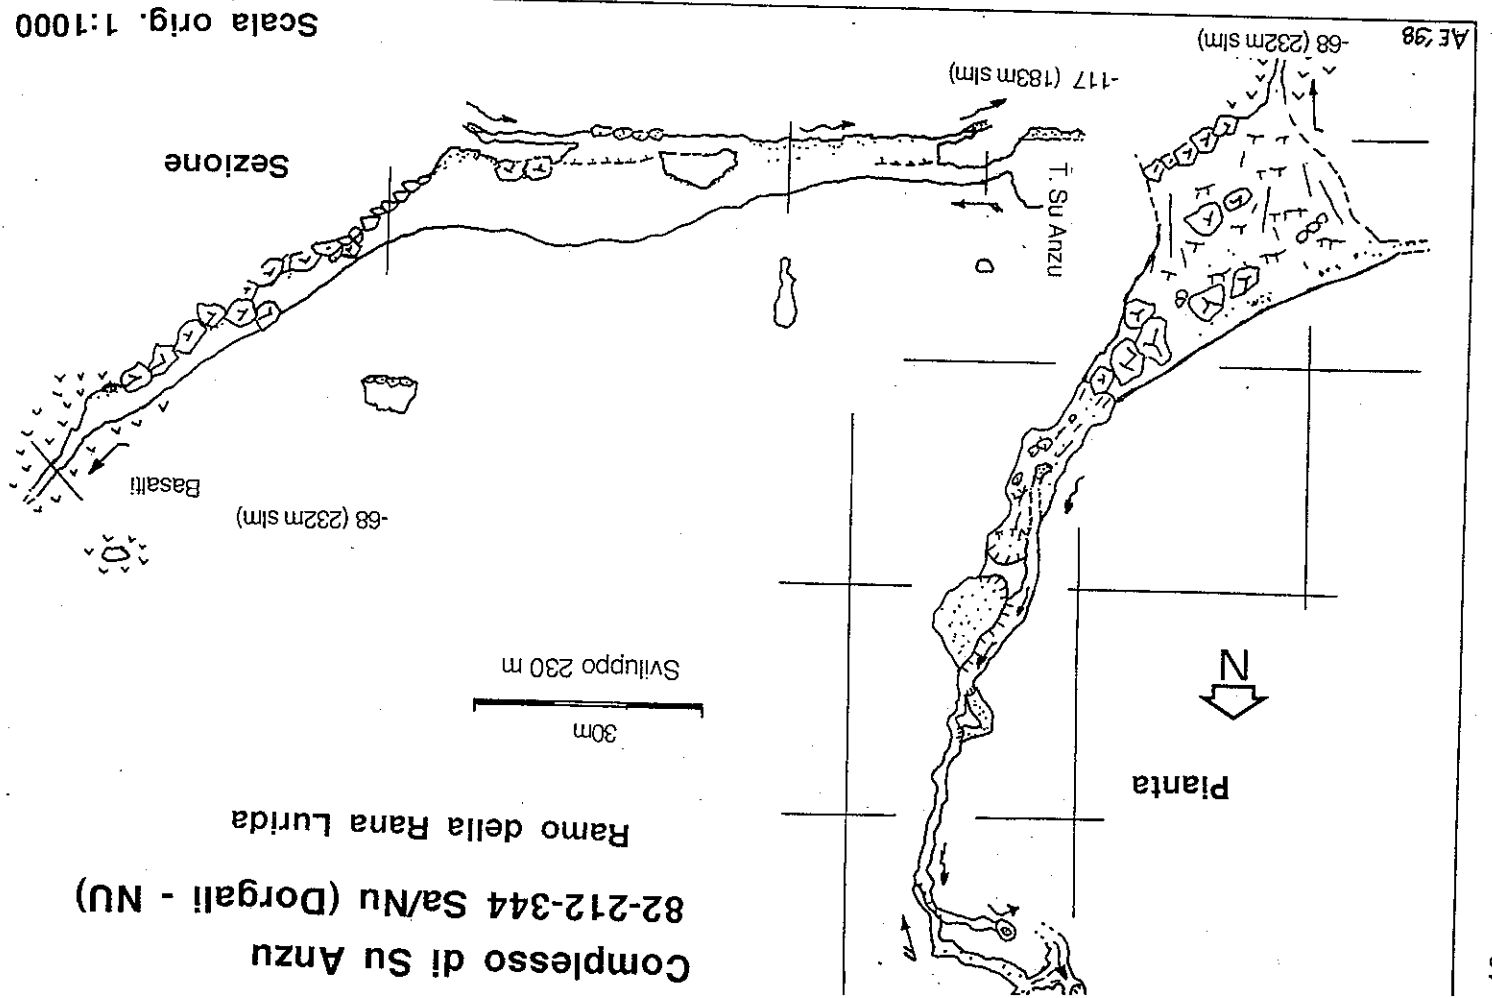 Complesso di Su Anzu
82-212-344 Sa/Nu (Dorgali - NU)
Ramo della Rana Lurida
Pianta
30m
Sviluppo 230 m
N
-68 (232m slm)
Basalti
T. Su Anzu
Sezione
-117 (183m slm)
-68 (232m slm)
AE'98
Scala orig. 1:1000